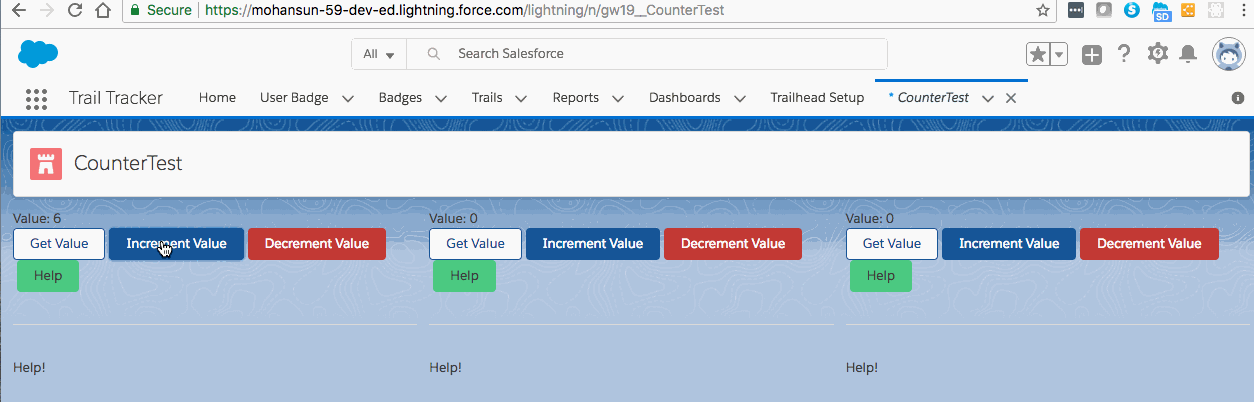 Secure https://mohansun-59-dev-ed.lightning.force.com/lightning/n/gw19__CounterTest
SD
All Search Salesforce
Trail Tracker Home User Badge Badges Trails Reports Dashboards Trailhead Setup * CounterTest
CounterTest
Value: 6 Value: 0 Value: 0
Get Value Increment Value Decrement Value Get Value Increment Value Decrement Value Get Value Increment Value Decrement Value
Help Help Help
Help! Help! Help!